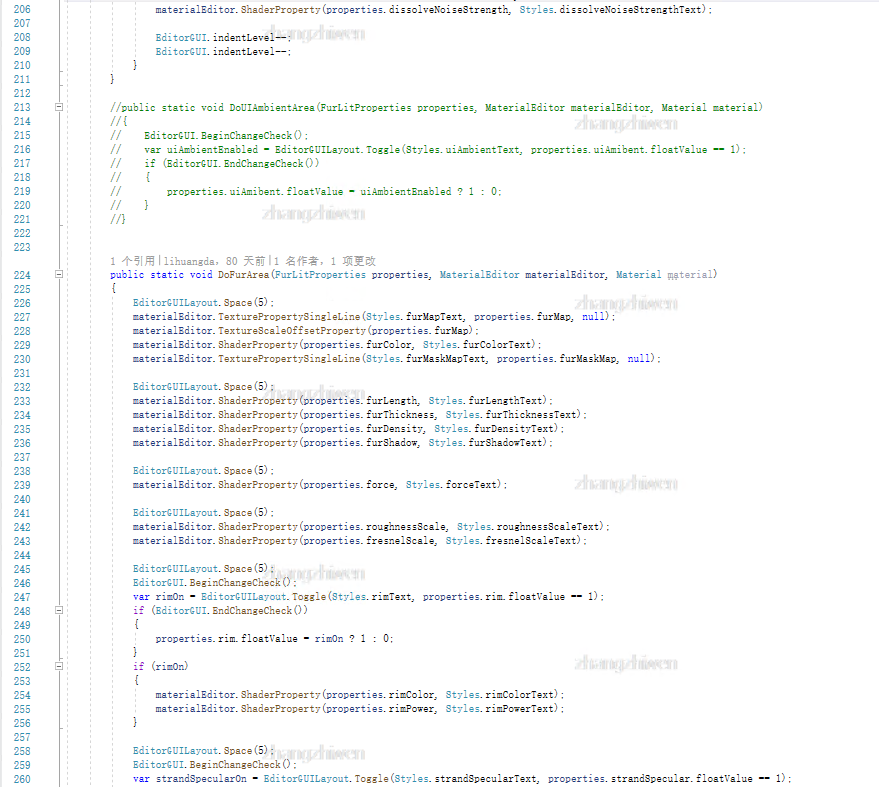 206 materialEditor.ShaderProperty(properties.dissolveNoiseStrength, Styles.dissolveNoiseStrengthText);
207
208 EditorGUI.indentLevel--;
209 EditorGUI.indentLevel--;
210 }
211 }
212
213 //public static void DoUIAmbientArea(FurLitProperties properties, MaterialEditor materialEditor, Material material)
214 //{
215 // EditorGUI.BeginChangeCheck();
216 // var uiAmbientEnabled = EditorGUILayout.Toggle(Styles.uiAmbientText, properties.uiAmibent.floatValue == 1);
217 // if (EditorGUI.EndChangeCheck())
218 // {
219 // properties.uiAmibent.floatValue = uiAmbientEnabled ? 1 : 0;
220 // }
221 //}
222
223
1 个引用|lihuangda, 80 天前|1 名作者, 1 项更改
224 public static void DoFurArea(FurLitProperties properties, MaterialEditor materialEditor, Material material)
225 {
226 EditorGUILayout.Space(5);
227 materialEditor.TexturePropertySingleLine(Styles.furMapText, properties.furMap, null);
228 materialEditor.TextureScaleOffsetProperty(properties.furMap);
229 materialEditor.ShaderProperty(properties.furColor, Styles.furColorText);
230 materialEditor.TexturePropertySingleLine(Styles.furMaskMapText, properties.furMaskMap, null);
231
232 EditorGUILayout.Space(5);
233 materialEditor.ShaderProperty(properties.furLength, Styles.furLengthText);
234 materialEditor.ShaderProperty(properties.furThickness, Styles.furThicknessText);
235 materialEditor.ShaderProperty(properties.furDensity, Styles.furDensityText);
236 materialEditor.ShaderProperty(properties.furShadow, Styles.furShadowText);
237
238 EditorGUILayout.Space(5);
239 materialEditor.ShaderProperty(properties.force, Styles.forceText);
240
241 EditorGUILayout.Space(5);
242 materialEditor.ShaderProperty(properties.roughnessScale, Styles.roughnessScaleText);
243 materialEditor.ShaderProperty(properties.fresnelScale, Styles.fresnelScaleText);
244
245 EditorGUILayout.Space(5);
246 EditorGUI.BeginChangeCheck();
247 var rimOn = EditorGUILayout.Toggle(Styles.rimText, properties.rim.floatValue == 1);
248 if (EditorGUI.EndChangeCheck())
249 {
250 properties.rim.floatValue = rimOn ? 1 : 0;
251 }
252 if (rimOn)
253 {
254 materialEditor.ShaderProperty(properties.rimColor, Styles.rimColorText);
255 materialEditor.ShaderProperty(properties.rimPower, Styles.rimPowerText);
256 }
257
258 EditorGUILayout.Space(5);
259 EditorGUI.BeginChangeCheck();
260 var strandSpecularOn = EditorGUILayout.Toggle(Styles.strandSpecularText, properties.strandSpecular.floatValue == 1);
zhangzhiwen
zhangzhiwen
zhangzhiwen
zhangzhiwen
zhangzhiwen
zhangzhiwen
zhangzhiwen
zhangzhiwen
zhangzhiwen